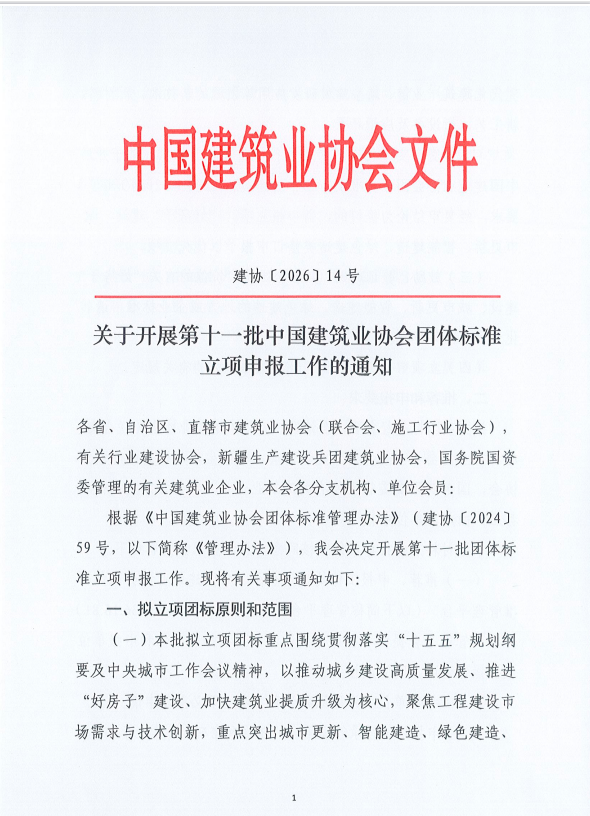 中国建筑业协会文件
建协〔2026〕14号
关于开展第十一批中国建筑业协会团体标准
立项申报工作的通知
各省、自治区、直辖市建筑业协会（联合会、施工行业协会），
有关行业建设协会，新疆生产建设兵团建筑业协会，国务院国资
委管理的有关建筑业企业，本会各分支机构、单位会员：
根据《中国建筑业协会团体标准管理办法》（建协〔2024〕
59号，以下简称《管理办法》），我会决定开展第十一批团体标
准立项申报工作。现将有关事项通知如下：
一、拟立项团标原则和范围
（一）本批拟立项团标重点围绕贯彻落实“十五五”规划纲
要及中央城市工作会议精神，以推动城乡建设高质量发展、推进
“好房子”建设、加快建筑业提质升级为核心，聚焦工程建设市
场需求与技术创新，重点突出城市更新、智能建造、绿色建造、
1